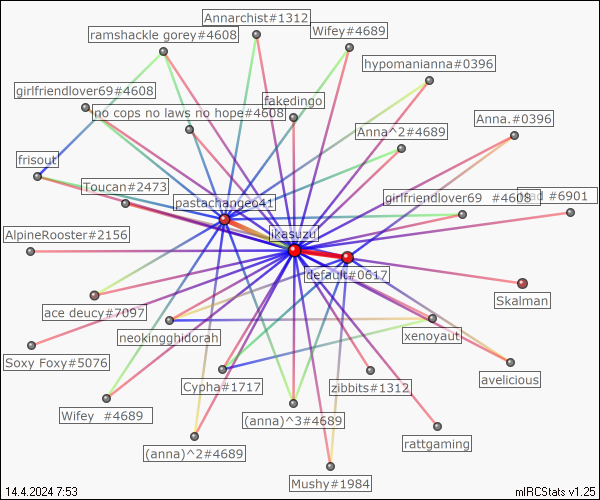 Annarchist#1312
ramshackle gorey#4608
Wifey#4689
hypomanianna#0396
girlfriendlover69#4608
fakedingo
no cops no laws no hope#4608
Anna.#0396
Anna^2#4689
frisout
Toucan#2473
pastachangeo41
girlfriendlover69 #4608
#6901
AlpineRooster#2156
ikasuzu
default#0617
Skalman
ace deucy#7097
neokingghidorah
xenoyaut
Soxy Foxy#5076
Cypha#1717
zibbits#1312
avelicious
Wifey #4689
(anna)^3#4689
rattgaming
(anna)^2#4689
Mushy#1984
14.4.2024 7:53
mIRCStats v1.25